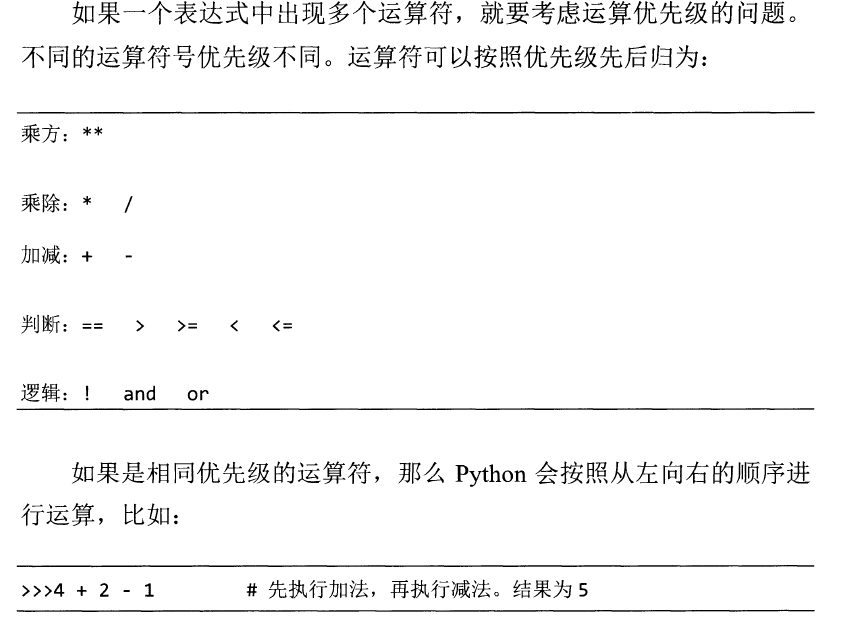 如果一个表达式中出现多个运算符，就要考虑运算优先级的问题。
不同的运算符号优先级不同。运算符可以按照优先级先后归为：
乘方：**
乘除：* /
加减：+ -
判断：== > >= < <=
逻辑：! and or
如果是相同优先级的运算符，那么 Python 会按照从左向右的顺序进
行运算，比如：
>>>4 + 2 - 1 # 先执行加法，再执行减法。结果为 5